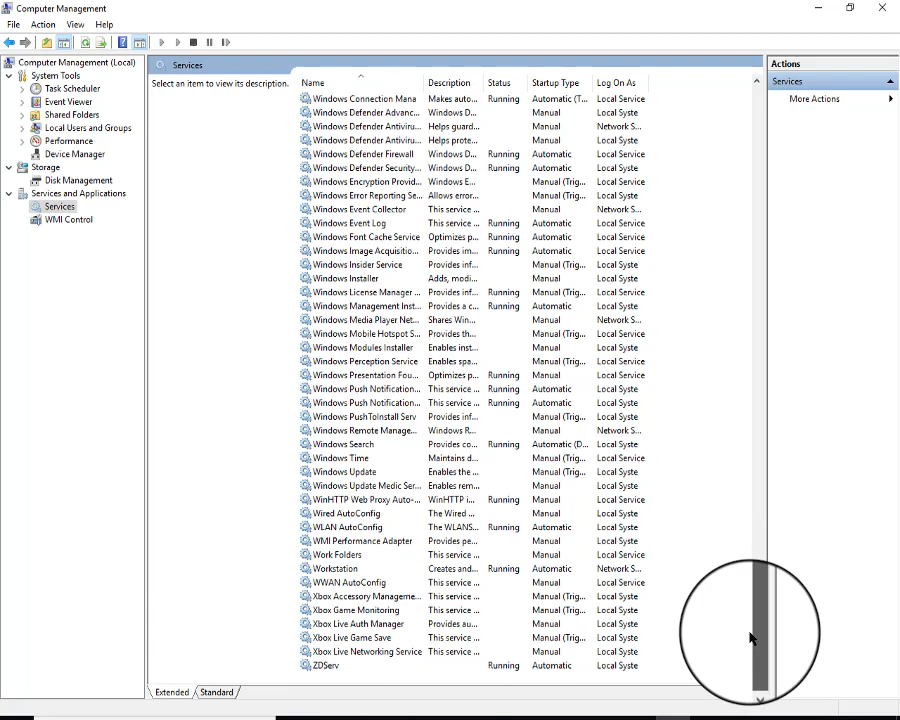 Computer Management
File Action View Help
Computer Management (Local)
System Tools
Task Scheduler
Event Viewer
Shared Folders
Local Users and Groups
Performance
Device Manager
Storage
Disk Management
Services and Applications
Services
WMI Control
Services
Select an item to view its description.
Name Description Status Startup Type Log On As
Windows Connection Mana Makes auto... Running Automatic (T... Local Service
Windows Defender Advanc... Windows D... Manual Local Syste
Windows Defender Antiviru... Helps guard... Manual Network S...
Windows Defender Antiviru... Helps prote... Manual Local Syste
Windows Defender Firewall Windows D... Running Automatic Local Service
Windows Defender Security... Windows D... Running Automatic Local Syste
Windows Encryption Provid... Windows E... Manual (Trig... Local Service
Windows Error Reporting Se... Allows error... Manual (Trig... Local Syste
Windows Event Collector This service ... Manual Network S...
Windows Event Log This service ... Running Automatic Local Service
Windows Font Cache Service Optimizes p... Running Automatic Local Service
Windows Image Acquisitio... Provides im... Running Automatic Local Service
Windows Insider Service Provides inf... Manual (Trig... Local Syste
Windows Installer Adds, modi... Manual Local Syste
Windows License Manager ... Provides inf... Running Manual (Trig... Local Service
Windows Management Inst... Provides a c... Running Automatic Local Syste
Windows Media Player Net... Shares Win... Manual Network S...
Windows Mobile Hotspot S... Provides th... Manual (Trig... Local Service
Windows Modules Installer Enables inst... Manual Local Syste
Windows Perception Service Enables spa... Manual (Trig... Local Service
Windows Presentation Fou... Optimizes p... Running Manual Local Service
Windows Push Notification... This service ... Running Automatic Local Syste
Windows Push Notification... This service ... Running Automatic Local Syste
Windows PushToInstall Serv Provides inf... Manual (Trig... Local Syste
Windows Remote Manage... Windows R... Manual Network S...
Windows Search Provides co... Running Automatic (D... Local Syste
Windows Time Maintains d... Manual (Trig... Local Service
Windows Update Enables the ... Manual (Trig... Local Syste
Windows Update Medic Ser... Enables rem... Manual Local Syste
WinHTTP Web Proxy Auto-... WinHTTP i... Running Manual Local Service
Wired AutoConfig The Wired ... Manual Local Syste
WLAN AutoConfig The WLANS... Running Automatic Local Syste
WMI Performance Adapter Provides pe... Manual Local Syste
Work Folders This service ... Manual Local Service
Workstation Creates and... Running Automatic Network S...
WWAN AutoConfig This service ... Manual Local Service
Xbox Accessory Manageme... This service ... Manual (Trig... Local Syste
Xbox Game Monitoring This service ... Manual (Trig... Local Syste
Xbox Live Auth Manager Provides au... Manual Local Syste
Xbox Live Game Save This service ... Manual (Trig... Local Syste
Xbox Live Networking Service This service ... Manual Local Syste
ZDServ Running Automatic Local Syste
Extended Standard
Actions
Services
More Actions